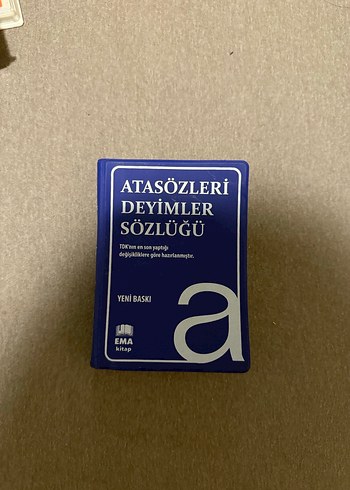 ATASÖZLERİ
DEYİMLER
SÖZLÜĞÜ
TDK'nın en son yaptığı
değişikliklere göre hazırlanmıştır.
YENİ BASKI
a
EMA
kitap